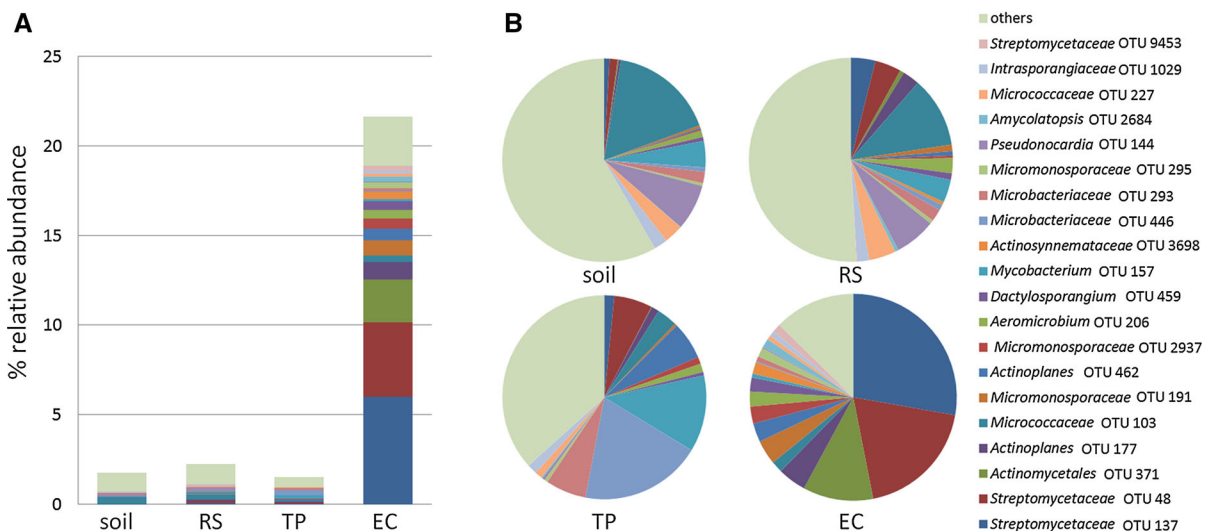 A
% relative abundance
25
20
15
10
5
0
soil
RS
TP
EC
B
soil
RS
TP
EC
others
Streptomycetaceae OTU 9453
Intrasporangiaceae OTU 1029
Micrococcaceae OTU 227
Amycolatopsis OTU 2684
Pseudonocardia OTU 144
Micromonosporaceae OTU 295
Microbacteriaceae OTU 293
Microbacteriaceae OTU 446
Actinosynnemataceae OTU 3698
Mycobacterium OTU 157
Dactylosporangium OTU 459
Aeromicrobium OTU 206
Micromonosporaceae OTU 2937
Actinoplanes OTU 462
Micromonosporaceae OTU 191
Micrococcaceae OTU 103
Actinoplanes OTU 177
Actinomycetales OTU 371
Streptomycetaceae OTU 48
Streptomycetaceae OTU 137